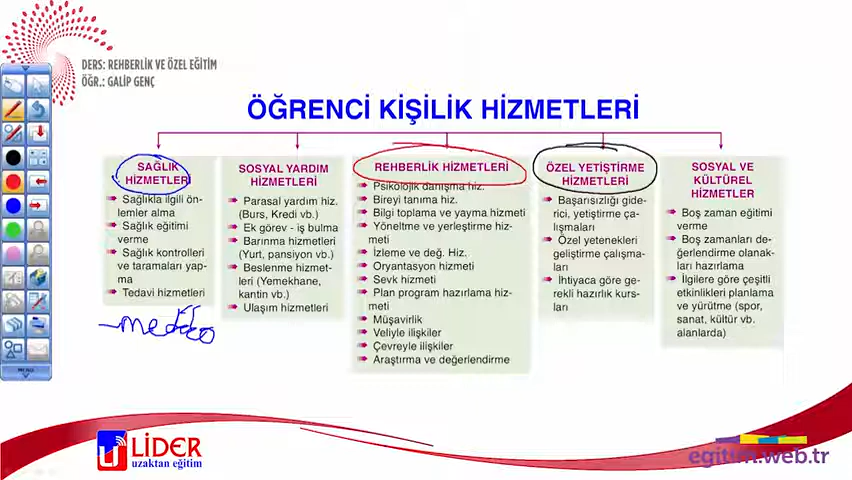 DERS: REHBERLİK VE ÖZEL EĞİTİM
ÖĞR.: GALİP GENÇ
ÖĞRENCİ KİŞİLİK HİZMETLERİ
SAĞLIK
HİZMETLERİ
Sağlıkla ilgili ön-
lemler alma
Sağlık eğitimi
verme
Sağlık kontrolleri
ve taramaları yap-
ma
Tedavi hizmetleri
SOSYAL YARDIM
HİZMETLERİ
Parasal yardım hiz.
(Burs, Kredi vb.)
Ek görev - iş bulma
Barınma hizmetleri
(Yurt, pansiyon vb.)
Beslenme hizmet-
leri (Yemekhane,
kantin vb.)
Ulaşım hizmetleri
REHBERLİK HİZMETLERİ
Psikolojik danışma hiz.
Bireyi tanıma hiz.
Bilgi toplama ve yayma hizmeti
Yöneltme ve yerleştirme hiz-
meti
İzleme ve değ. Hiz.
Oryantasyon hizmeti
Sevk hizmeti
Plan program hazırlama hiz-
meti
Müşavirlik
Veliyle ilişkiler
Çevreyle ilişkiler
Araştırma ve değerlendirme
ÖZEL YETİŞTİRME
HİZMETLERİ
Başarısızlığı gide-
rici, yetiştirme ça-
lışmaları
Özel yetenekleri
geliştirme çalışma-
ları
İhtiyaca göre ge-
rekli hazırlık kurs-
ları
SOSYAL VE
KÜLTÜREL
HİZMETLER
Boş zaman eğitimi
verme
Boş zamanları de-
ğerlendirme olanak-
ları hazırlama
İlgilere göre çeşitli
etkinlikleri planlama
ve yürütme (spor,
sanat, kültür vb.
alanlarda)
LİDER
uzaktan eğitim
egitim.web.tr